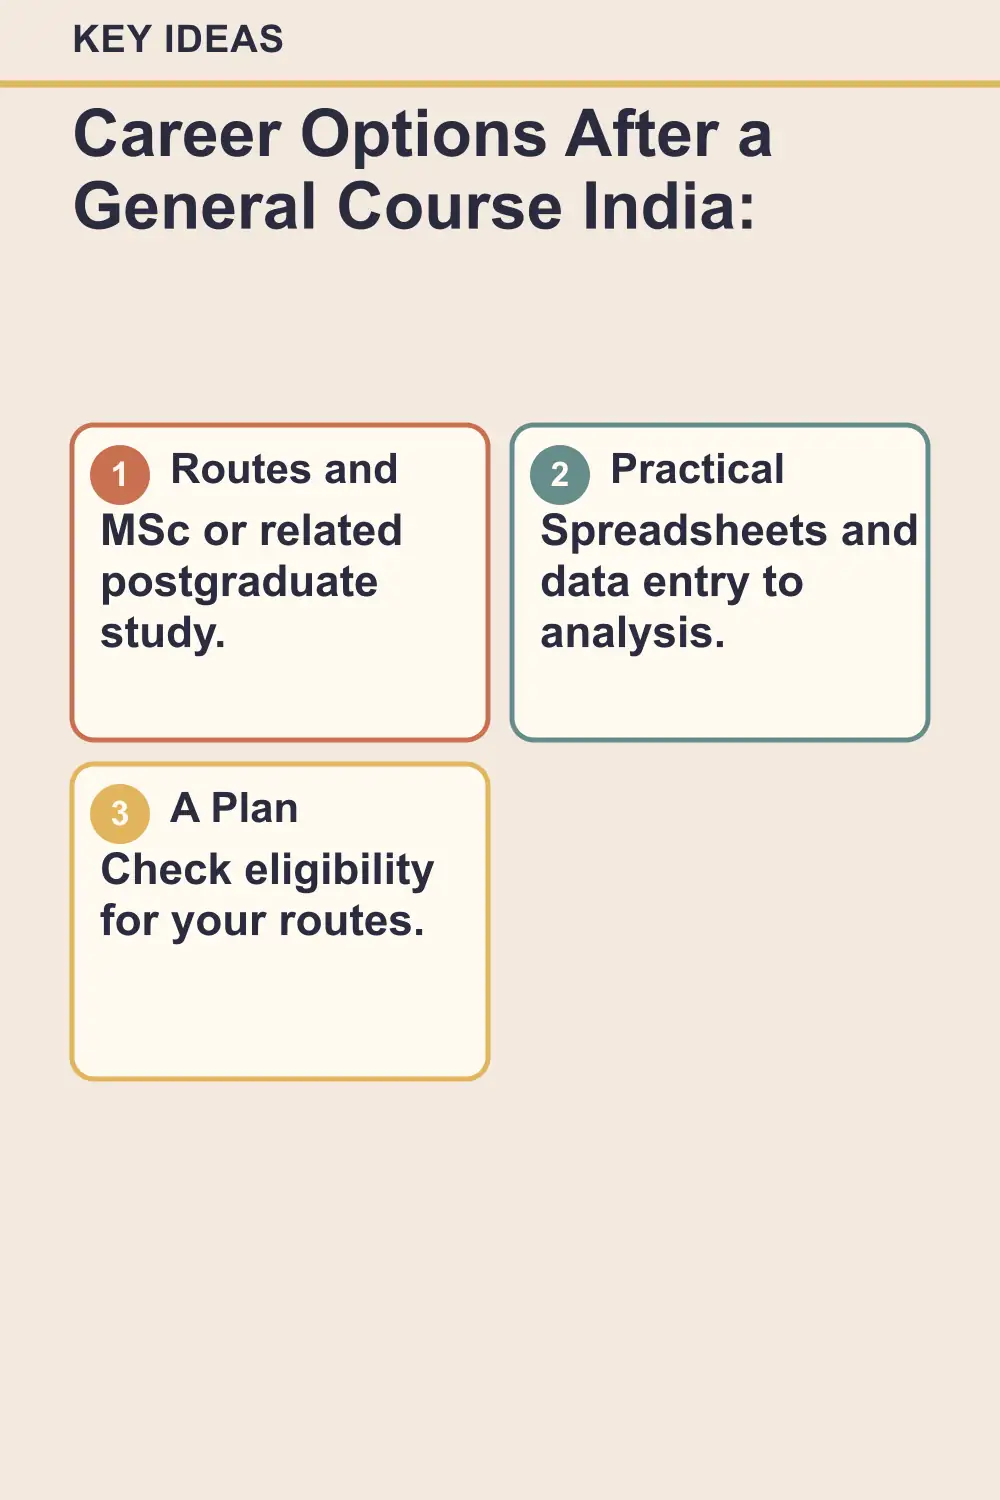 KEY IDEAS
Career Options After a
General Course India:
1 Routes and
MSc or related
postgraduate
study.
2 Practical
Spreadsheets and
data entry to
analysis.
3 A Plan
Check eligibility
for your routes.